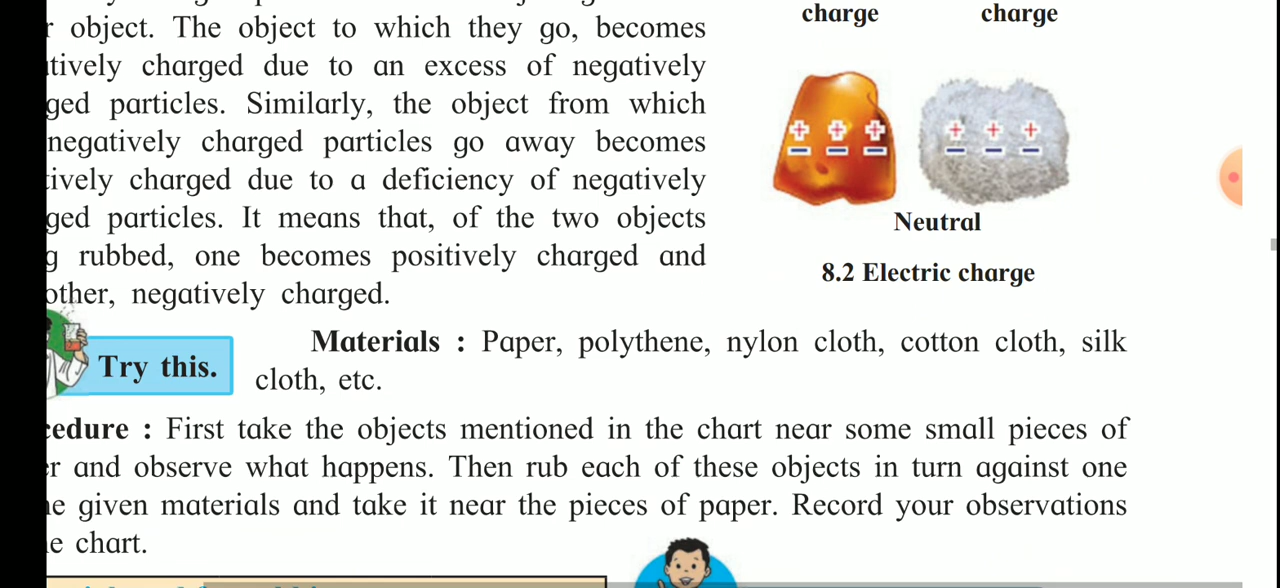 charge charge
object. The object to which they go, becomes
tively charged due to an excess of negatively
ged particles. Similarly, the object from which
negatively charged particles go away becomes
tively charged due to a deficiency of negatively
ged particles. It means that, of the two objects
g rubbed, one becomes positively charged and
other, negatively charged.
+ + +
− − −
+ + +
− − −
Neutral
8.2 Electric charge
Try this.
Materials : Paper, polythene, nylon cloth, cotton cloth, silk
cloth, etc.
cedure : First take the objects mentioned in the chart near some small pieces of
er and observe what happens. Then rub each of these objects in turn against one
e given materials and take it near the pieces of paper. Record your observations
e chart.